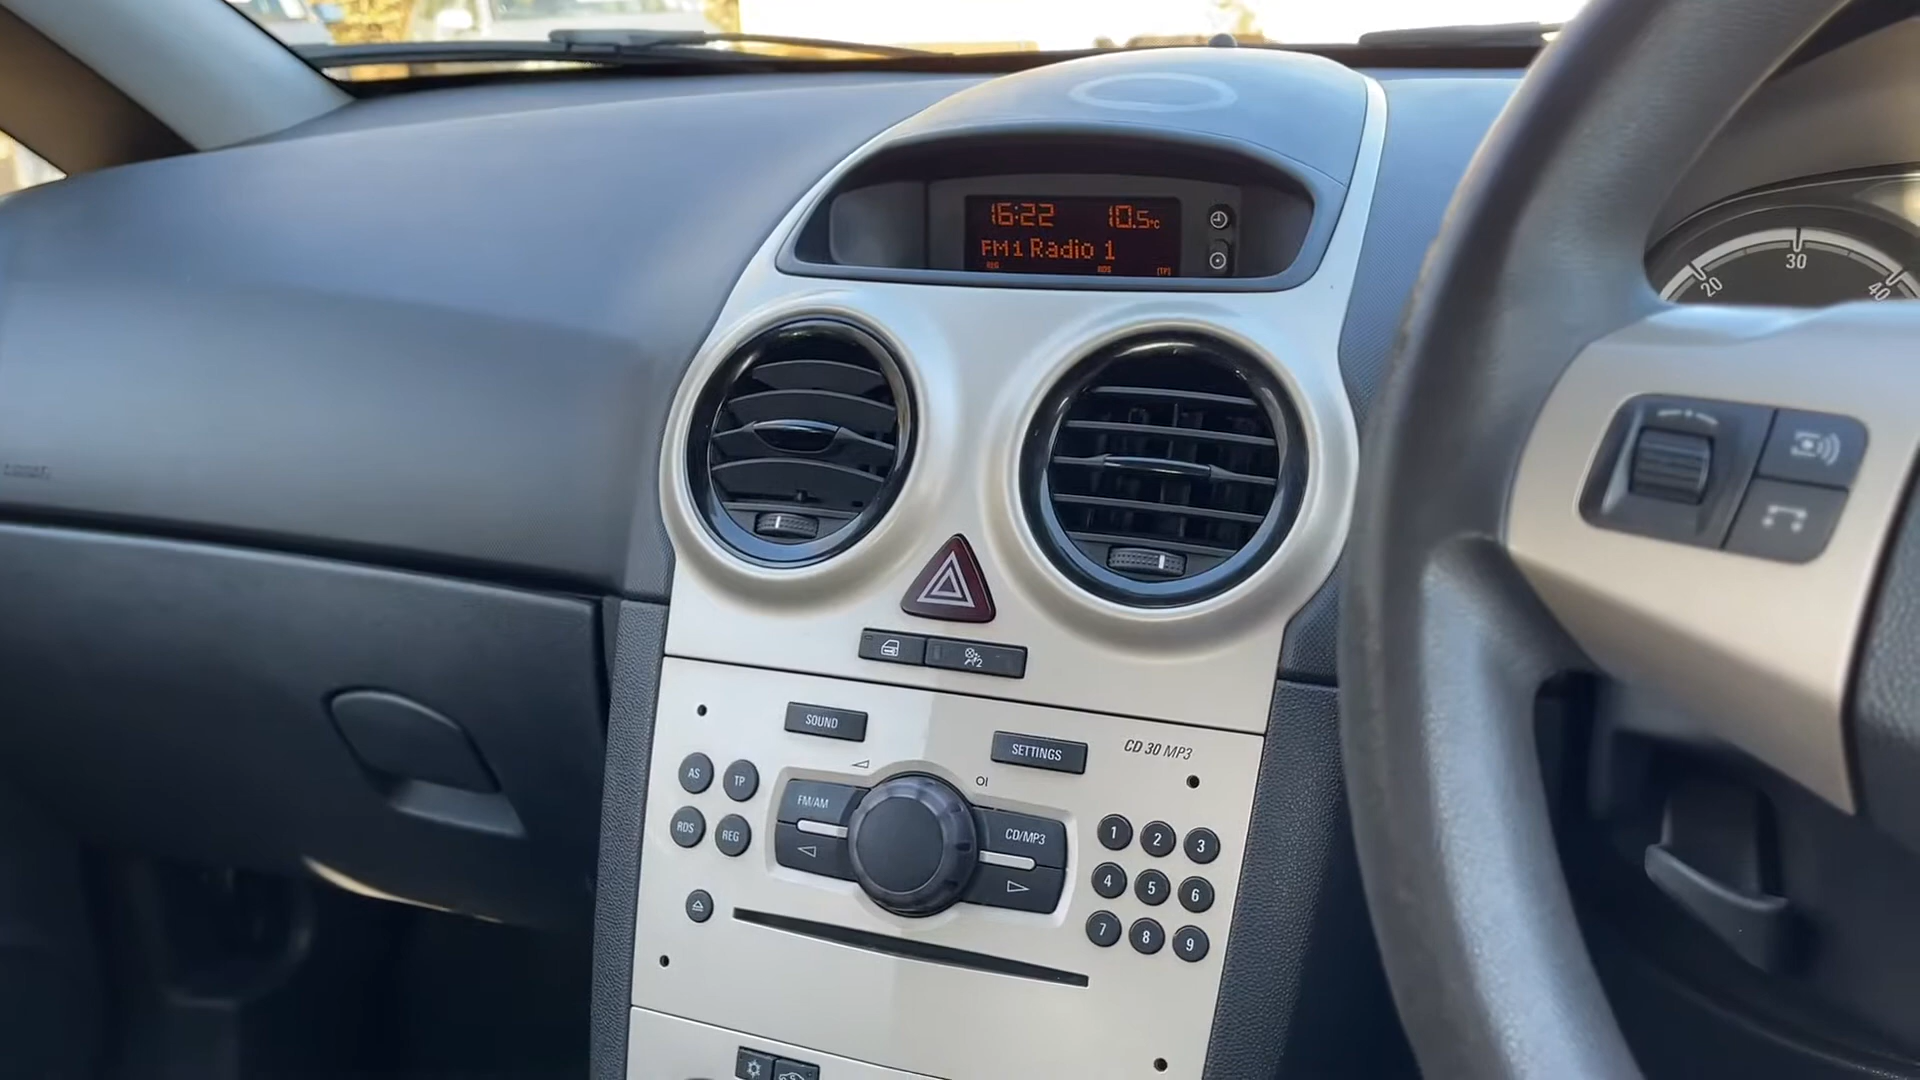 16:22 10.5°C
FM1 Radio 1
REG RDS [TP]
20 30 40
SOUND
SETTINGS
CD 30 MP3
AS TP
FM/AM
RDS REG
CD/MP3
1 2 3
4 5 6
7 8 9